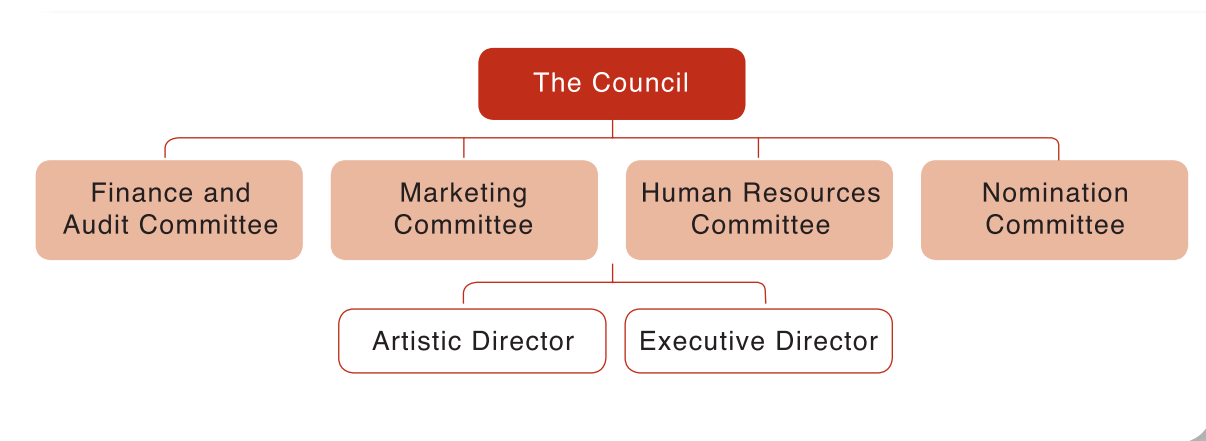 The Council
Finance and
Audit Committee
Marketing
Committee
Human Resources
Committee
Nomination
Committee
Artistic Director
Executive Director